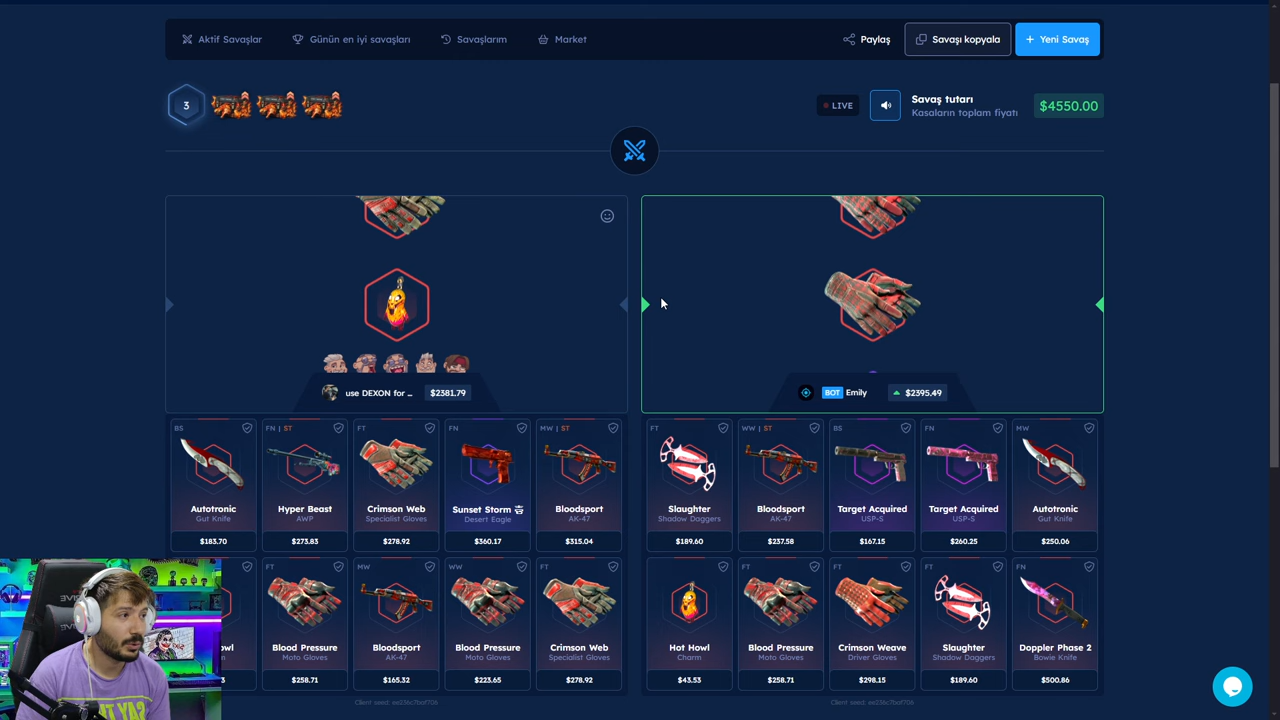 Aktif Savaşlar
Günün en iyi savaşları
Savaşlarım
Market
Paylaş
Savaşı kopyala
+ Yeni Savaş
3
LIVE
Savaş tutarı
Kasaların toplam fiyatı
$4550.00
use DEXON for ...
$2381.79
BOT Emily
$2395.49
BS
Autotronic
Gut Knife
$183.70
FN | ST
Hyper Beast
AWP
$273.83
FT
Crimson Web
Specialist Gloves
$278.92
FN
Sunset Storm 壱
Desert Eagle
$360.17
MW | ST
Bloodsport
AK-47
$315.04
FT
Slaughter
Shadow Daggers
$189.60
WW | ST
Bloodsport
AK-47
$237.58
BS
Target Acquired
USP-S
$167.15
FN
Target Acquired
USP-S
$260.25
MW
Autotronic
Gut Knife
$250.06
FT
Blood Pressure
Moto Gloves
$258.71
MW
Bloodsport
AK-47
$165.32
WW
Blood Pressure
Moto Gloves
$223.65
FT
Crimson Web
Specialist Gloves
$278.92
Hot Howl
Charm
$43.53
FT
Blood Pressure
Moto Gloves
$258.71
FT
Crimson Weave
Driver Gloves
$298.15
FT
Slaughter
Shadow Daggers
$189.60
FN
Doppler Phase 2
Bowie Knife
$500.86
Client seed: ee236c7baf706
Client seed: ee236c7baf706